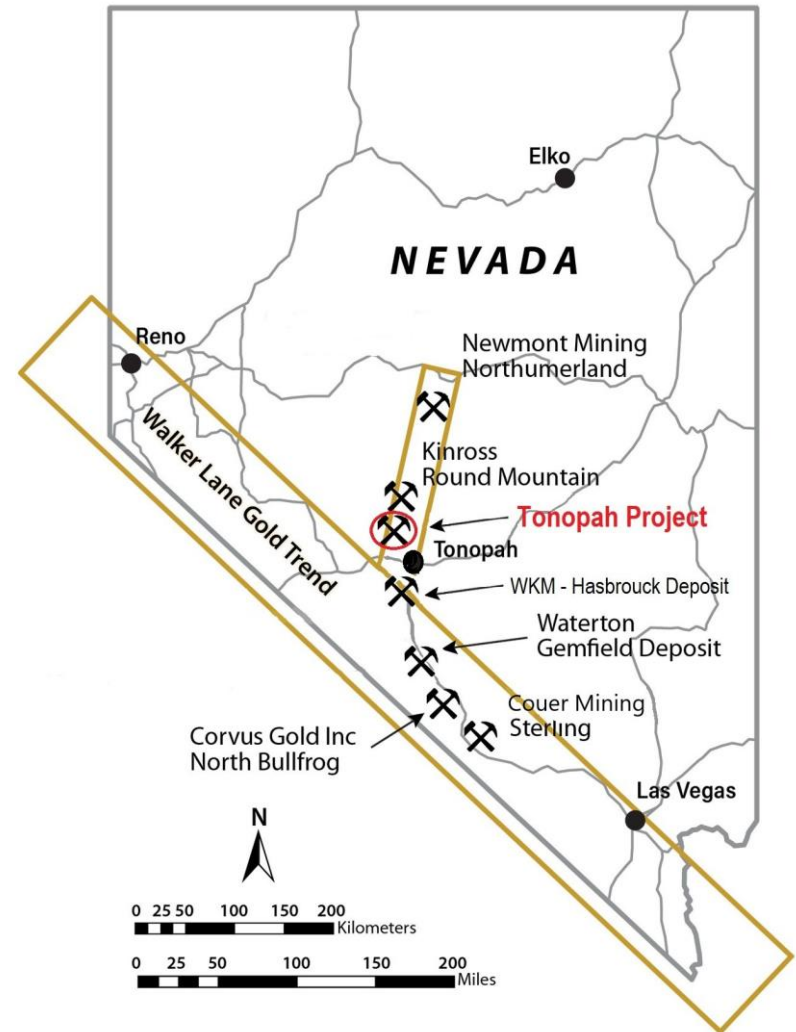 Elko
NEVADA
Reno
Newmont Mining
Northumerland
Walker Lane Gold Trend
Kinross
Round Mountain
Tonopah Project
Tonopah
WKM - Hasbrouck Deposit
Waterton
Gemfield Deposit
Couer Mining
Sterling
Corvus Gold Inc
North Bullfrog
Las Vegas
N
0 25 50 100 150 200
Kilometers
0 25 50 100 150 200
Miles